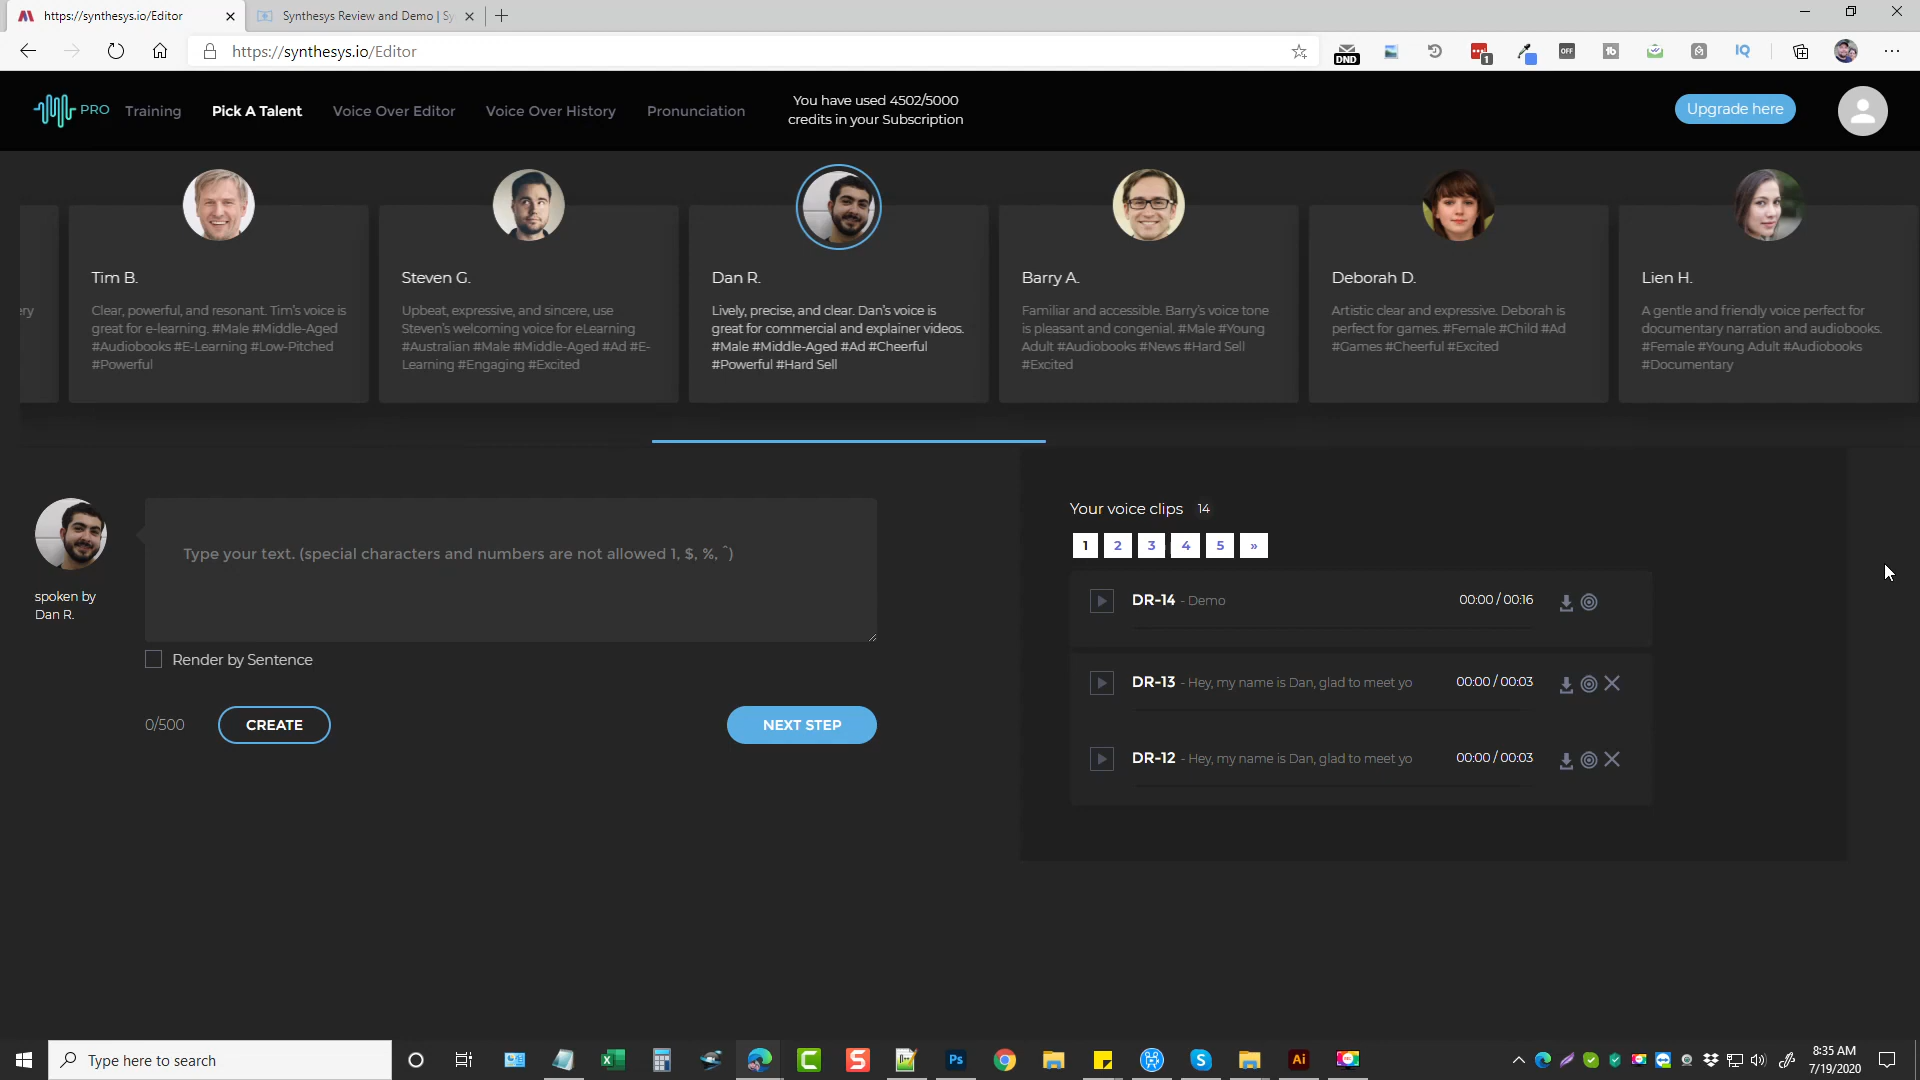 https://synthesys.io/Editor
Synthesys Review and Demo | Sy
https://synthesys.io/Editor
DND
1
OFF
tb
IQ
PRO
Training
Pick A Talent
Voice Over Editor
Voice Over History
Pronunciation
You have used 4502/5000
credits in your Subscription
Upgrade here
ery
Tim B.
Clear, powerful, and resonant. Tim's voice is
great for e-learning. #Male #Middle-Aged
#Audiobooks #E-Learning #Low-Pitched
#Powerful
Steven G.
Upbeat, expressive, and sincere, use
Steven's welcoming voice for eLearning
#Australian #Male #Middle-Aged #Ad #E-
Learning #Engaging #Excited
Dan R.
Lively, precise, and clear. Dan's voice is
great for commercial and explainer videos.
#Male #Middle-Aged #Ad #Cheerful
#Powerful #Hard Sell
Barry A.
Familiar and accessible. Barry's voice tone
is pleasant and congenial. #Male #Young
Adult #Audiobooks #News #Hard Sell
#Excited
Deborah D.
Artistic clear and expressive. Deborah is
perfect for games. #Female #Child #Ad
#Games #Cheerful #Excited
Lien H.
A gentle and friendly voice perfect for
documentary narration and audiobooks.
#Female #Young Adult #Audiobooks
#Documentary
spoken by
Dan R.
Type your text. (special characters and numbers are not allowed 1, $, %, ^)
Render by Sentence
0/500
CREATE
NEXT STEP
Your voice clips 14
1 2 3 4 5 »
DR-14 - Demo
00:00 / 00:16
DR-13 - Hey, my name is Dan, glad to meet yo
00:00 / 00:03
DR-12 - Hey, my name is Dan, glad to meet yo
00:00 / 00:03
Type here to search
Ps
Ai
8:35 AM
7/19/2020